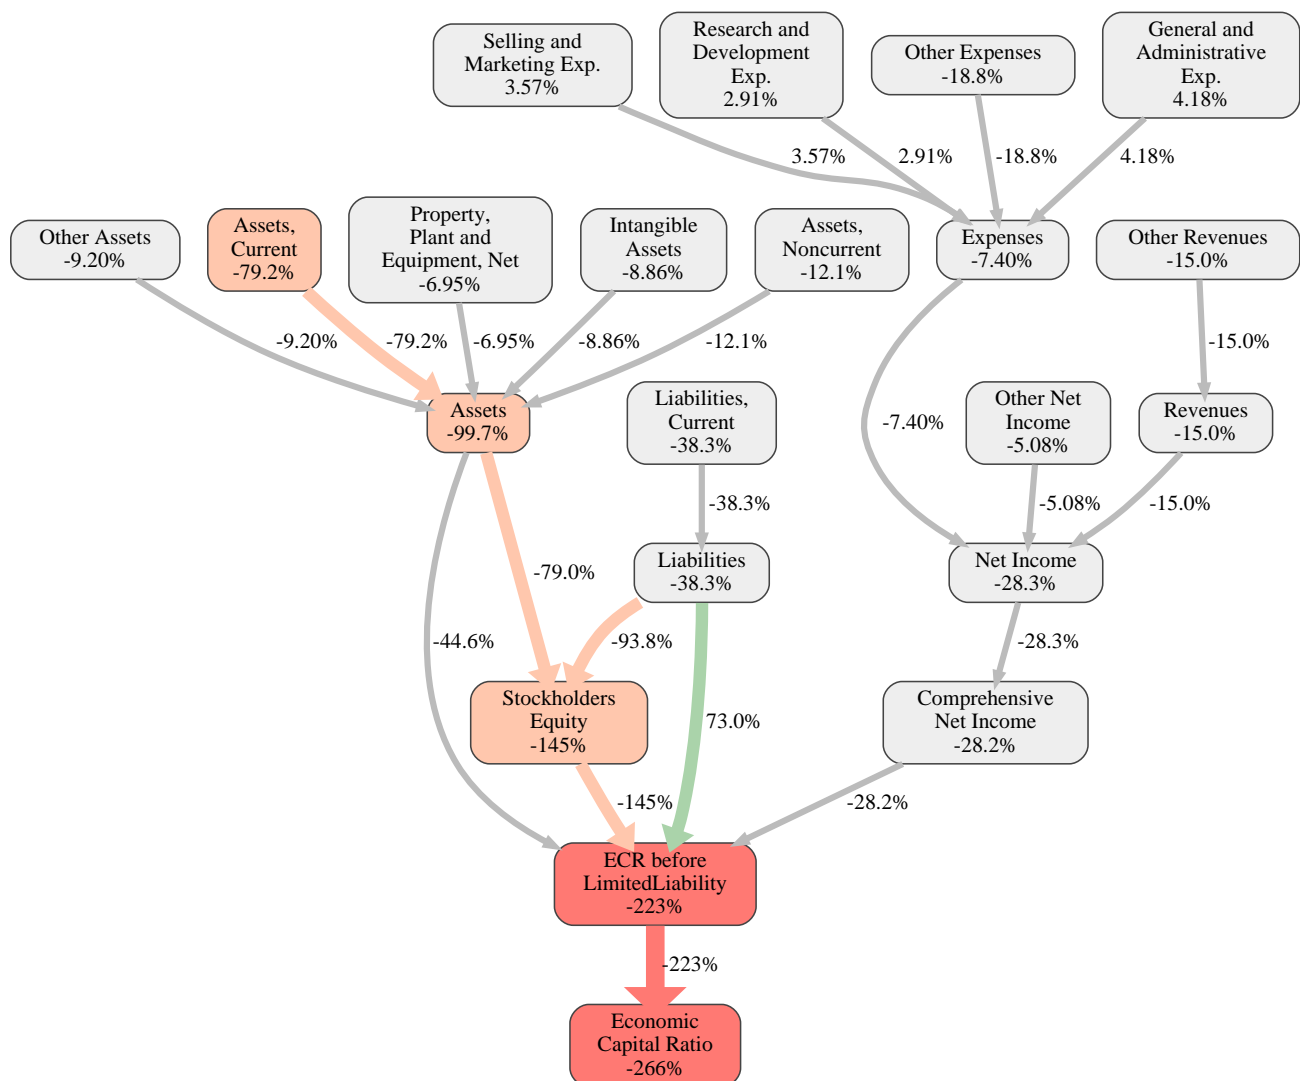 Selling and
Marketing Exp.
3.57%
Research and
Development
Exp.
2.91%
Other Expenses
-18.8%
General and
Administrative
Exp.
4.18%
3.57%
2.91%
-18.8%
4.18%
Other Assets
-9.20%
Assets,
Current
-79.2%
Property,
Plant and
Equipment, Net
-6.95%
Intangible
Assets
-8.86%
Assets,
Noncurrent
-12.1%
Expenses
-7.40%
Other Revenues
-15.0%
-9.20%
-79.2%
-6.95%
-8.86%
-12.1%
-15.0%
Assets
-99.7%
Liabilities,
Current
-38.3%
-7.40%
Other Net
Income
-5.08%
Revenues
-15.0%
-38.3%
-5.08%
-15.0%
-79.0%
Liabilities
-38.3%
Net Income
-28.3%
-44.6%
-93.8%
-28.3%
Stockholders
Equity
-145%
73.0%
Comprehensive
Net Income
-28.2%
-145%
-28.2%
ECR before
LimitedLiability
-223%
-223%
Economic
Capital Ratio
-266%